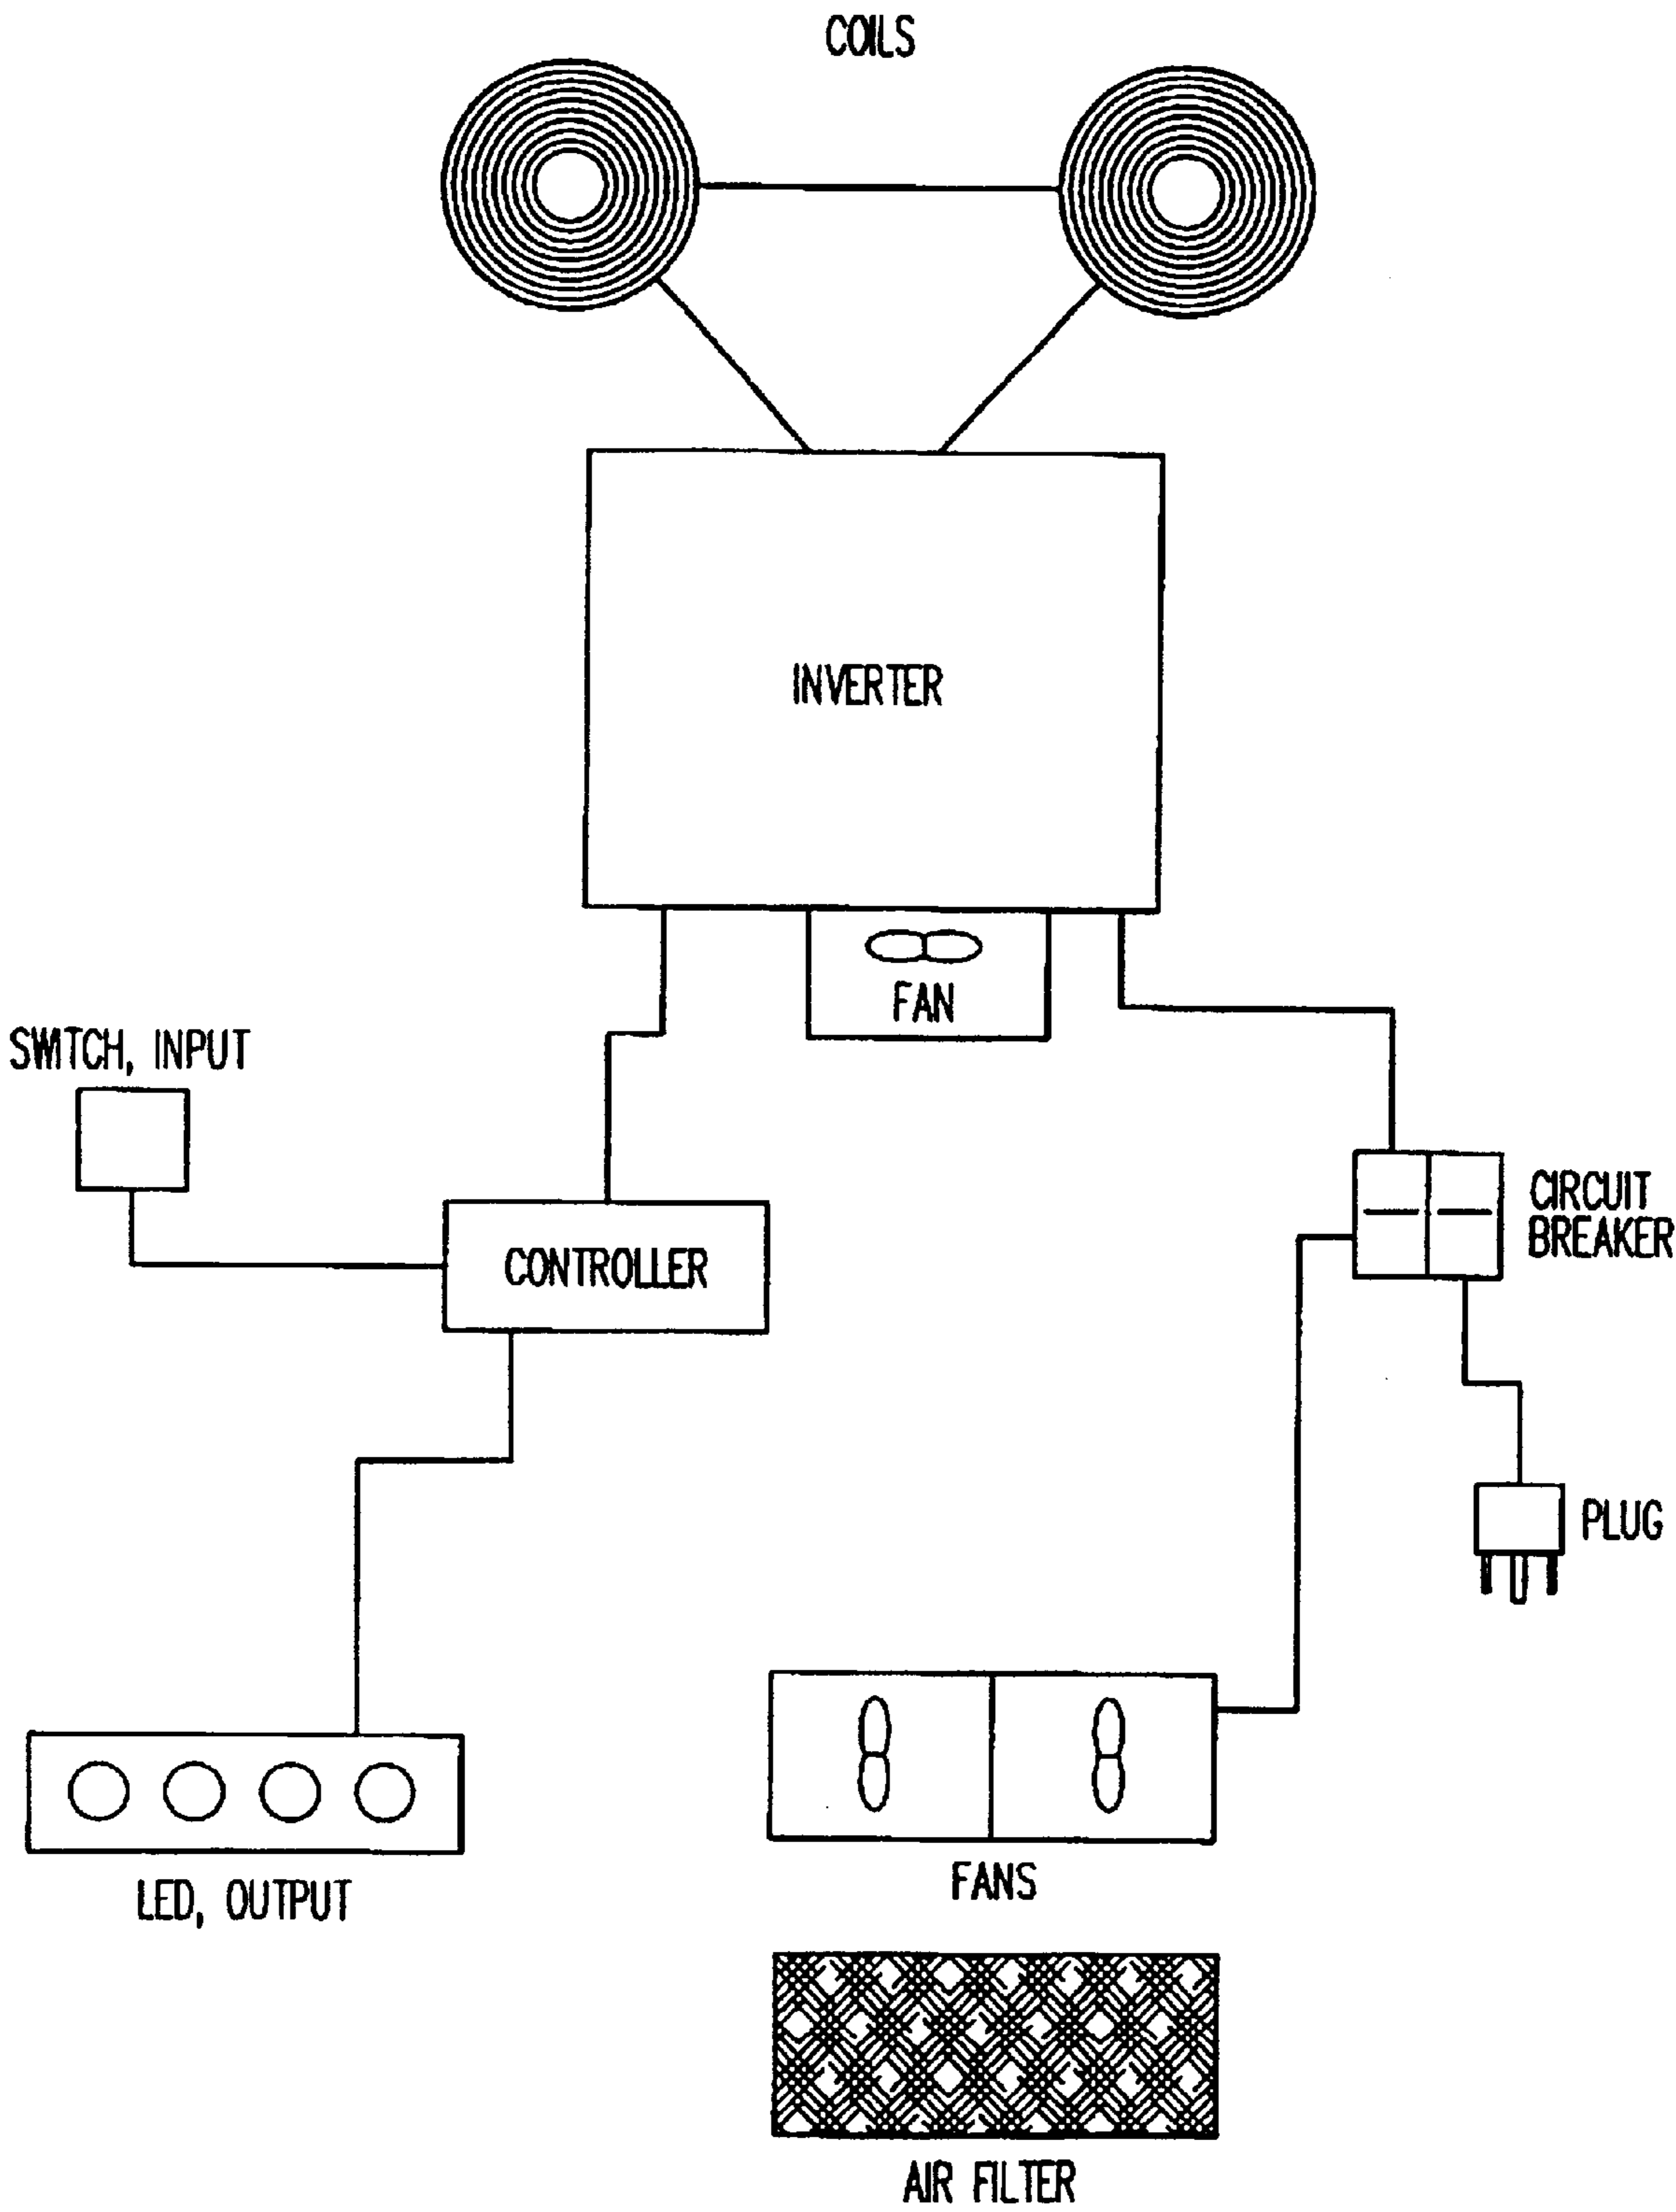 COILS
INVERTER
FAN
SWITCH, INPUT
CONTROLLER
CIRCUIT
BREAKER
PLUG
LED, OUTPUT
FANS
AIR FILTER